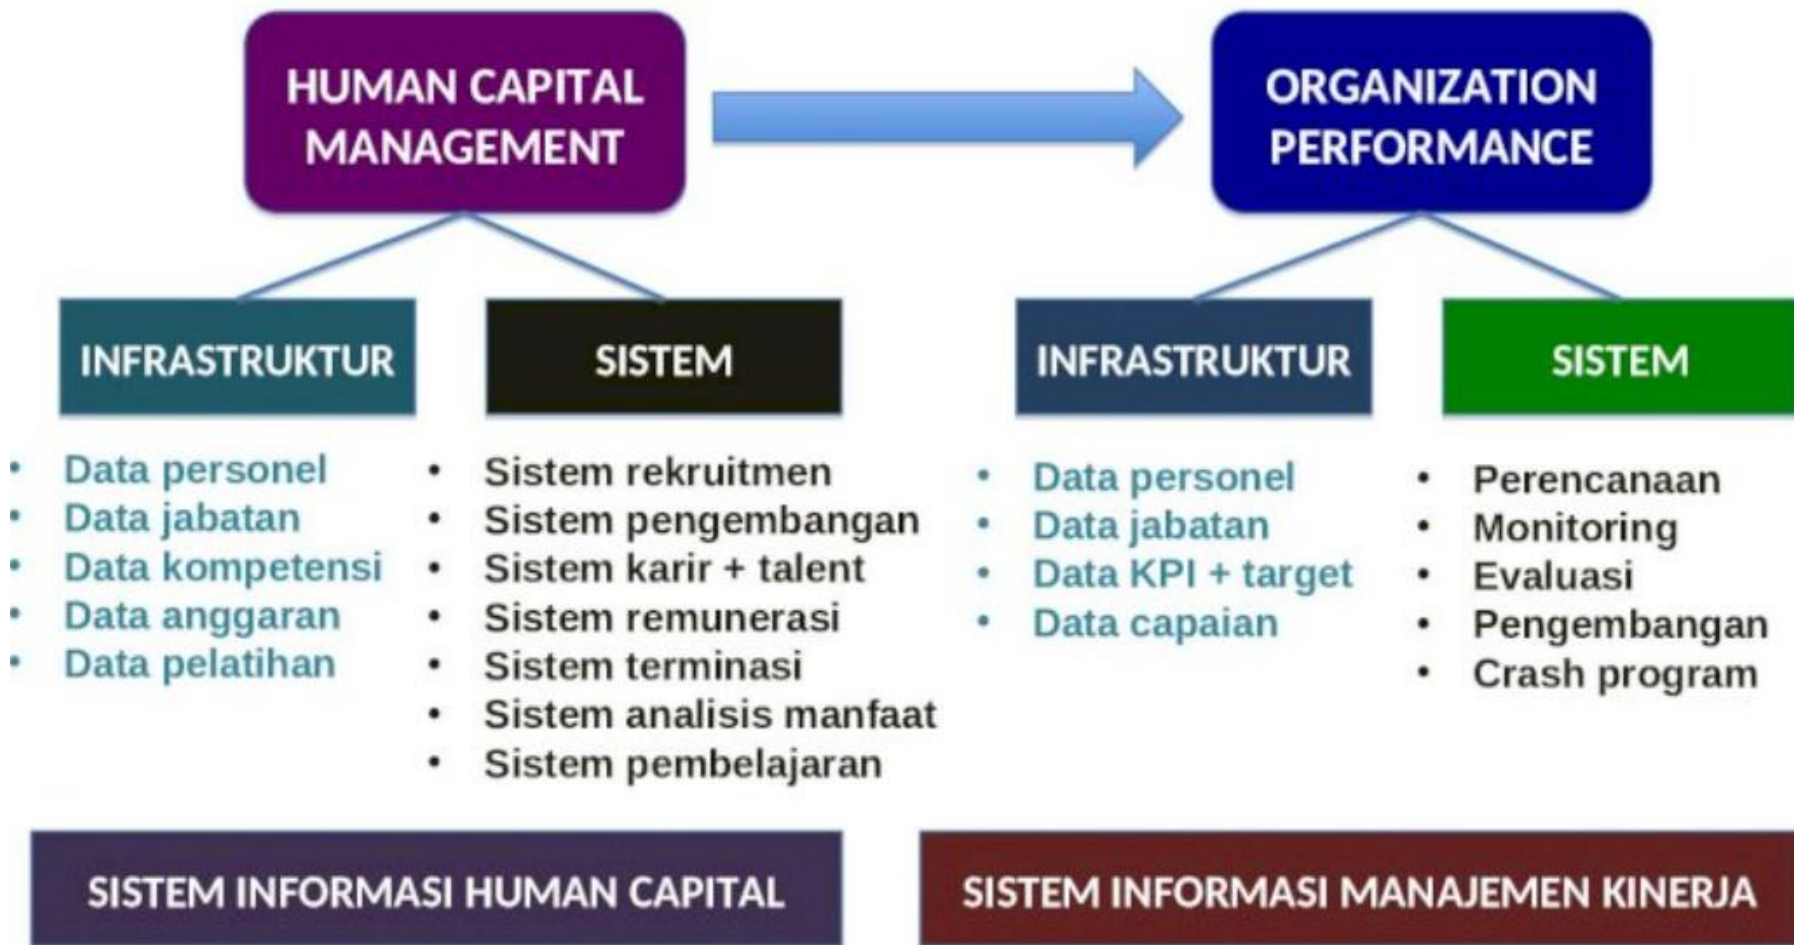 HUMAN CAPITAL
MANAGEMENT
ORGANIZATION
PERFORMANCE
INFRASTRUKTUR
SISTEM
INFRASTRUKTUR
SISTEM
• Data personel
• Data jabatan
• Data kompetensi
• Data anggaran
• Data pelatihan
• Sistem rekruitmen
• Sistem pengembangan
• Sistem karir + talent
• Sistem remunerasi
• Sistem terminasi
• Sistem analisis manfaat
• Sistem pembelajaran
• Data personel
• Data jabatan
• Data KPI + target
• Data capaian
• Perencanaan
• Monitoring
• Evaluasi
• Pengembangan
• Crash program
SISTEM INFORMASI HUMAN CAPITAL
SISTEM INFORMASI MANAJEMEN KINERJA